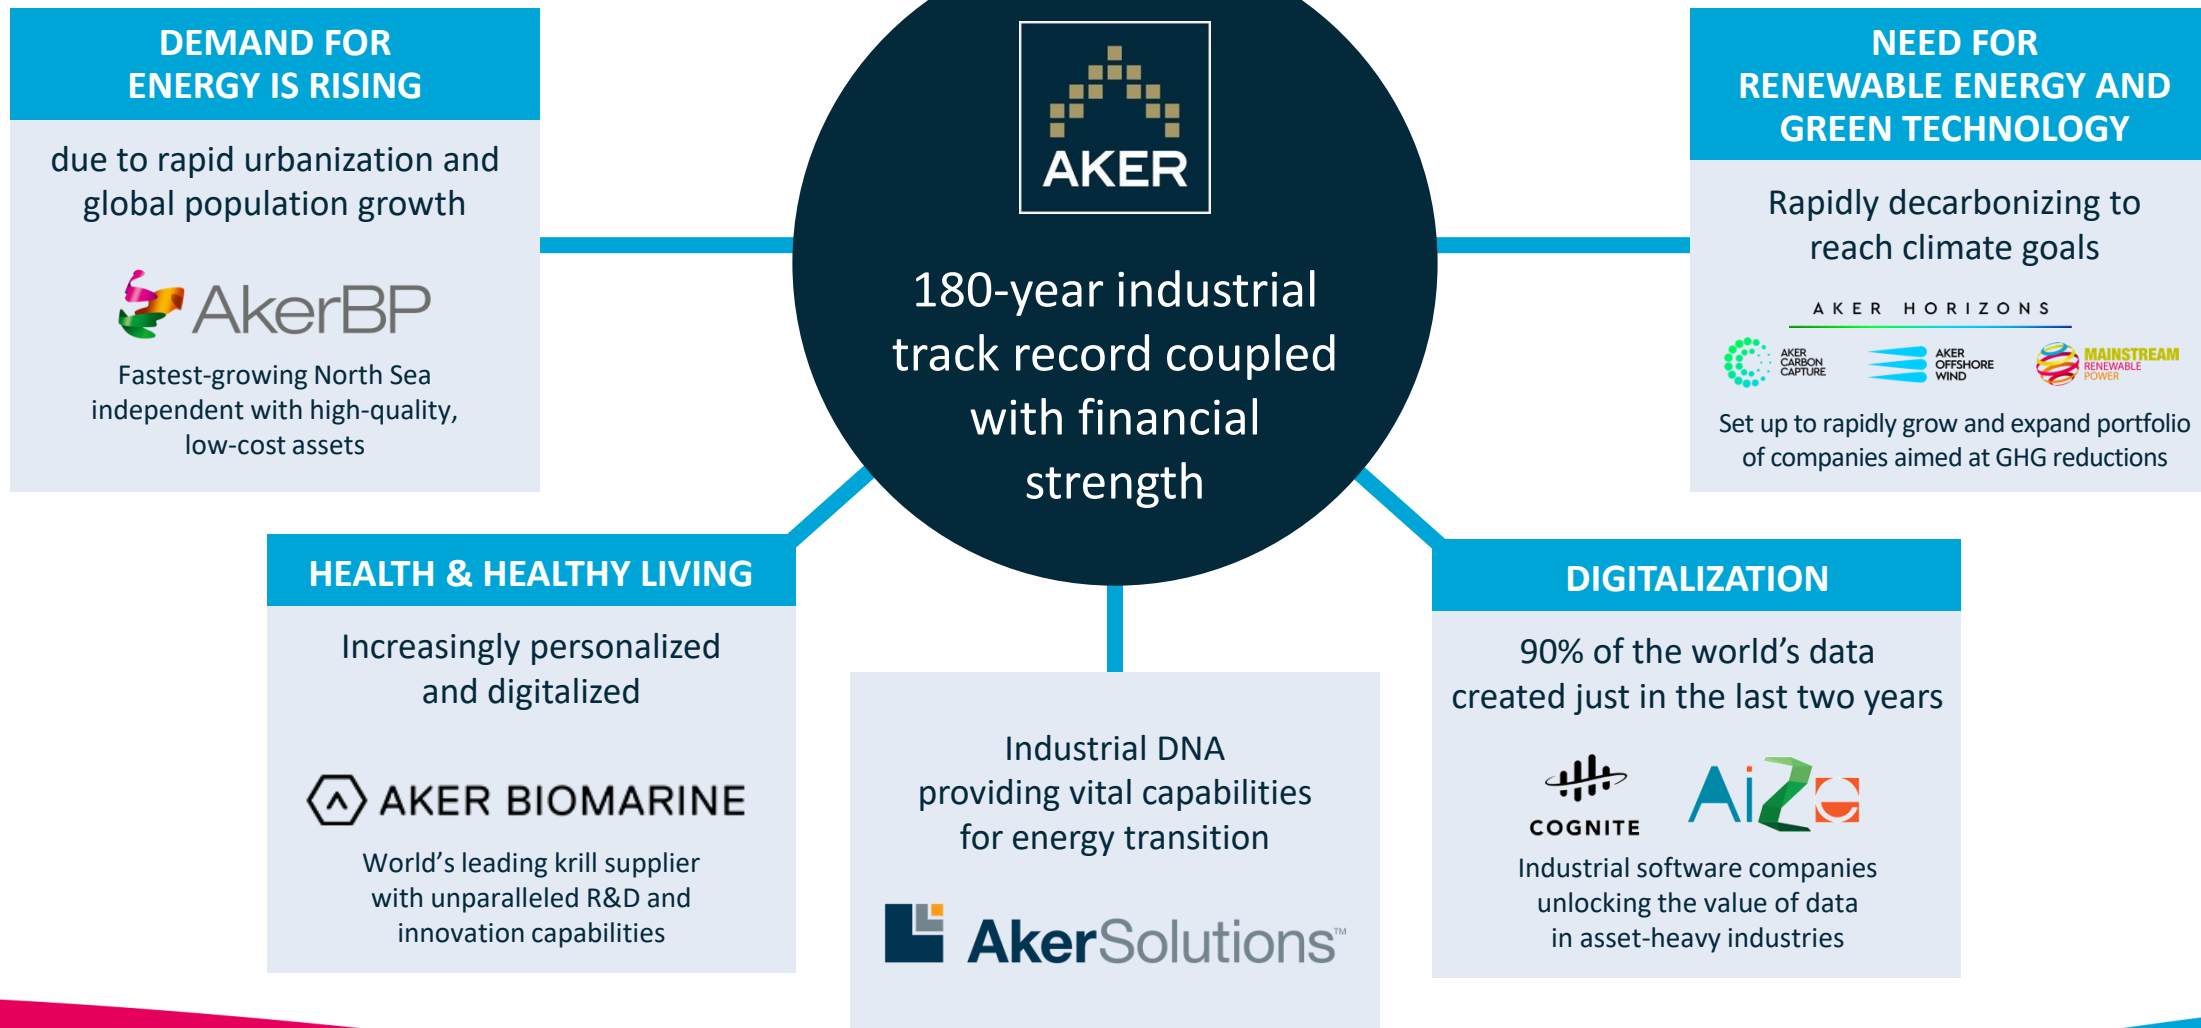 DEMAND FOR
ENERGY IS RISING
due to rapid urbanization and
global population growth
AkerBP
Fastest-growing North Sea
independent with high-quality,
low-cost assets
AKER
180-year industrial
track record coupled
with financial
strength
NEED FOR
RENEWABLE ENERGY AND
GREEN TECHNOLOGY
Rapidly decarbonizing to
reach climate goals
AKER HORIZONS
AKER
CARBON
CAPTURE
AKER
OFFSHORE
WIND
MAINSTREAM
RENEWABLE
POWER
Set up to rapidly grow and expand portfolio
of companies aimed at GHG reductions
HEALTH & HEALTHY LIVING
Increasingly personalized
and digitalized
AKER BIOMARINE
World's leading krill supplier
with unparalleled R&D and
innovation capabilities
Industrial DNA
providing vital capabilities
for energy transition
AkerSolutions™
DIGITALIZATION
90% of the world's data
created just in the last two years
COGNITE
AiZe
Industrial software companies
unlocking the value of data
in asset-heavy industries